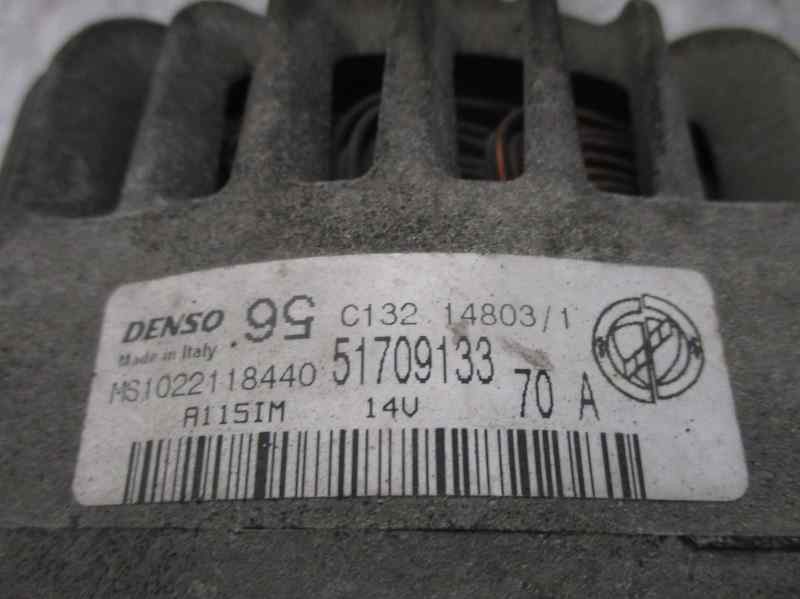 DENSO 56. C132 14803/1
Made in Italy
MS1022118440 51709133
A115IM 14V 70 A